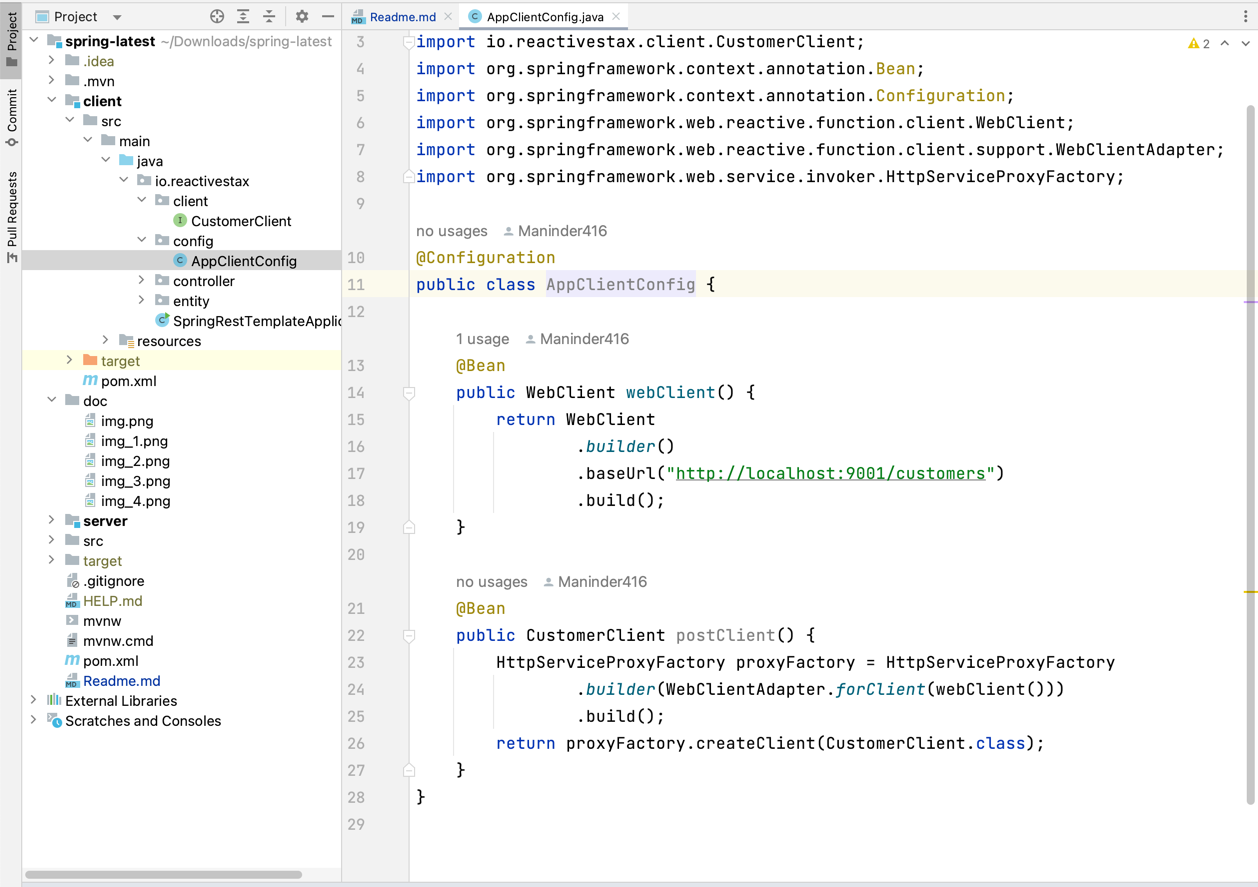 Project
Commit
Pull Requests
Project
spring-latest ~/Downloads/spring-latest
.idea
.mvn
client
src
main
java
io.reactivestax
client
I CustomerClient
config
C AppClientConfig
controller
entity
C SpringRestTemplateApplic
resources
target
m pom.xml
doc
img.png
img_1.png
img_2.png
img_3.png
img_4.png
server
src
target
.gitignore
MD HELP.md
mvnw
mvnw.cmd
m pom.xml
MD Readme.md
External Libraries
Scratches and Consoles
MD Readme.md
C AppClientConfig.java
2
3 import io.reactivestax.client.CustomerClient;
4 import org.springframework.context.annotation.Bean;
5 import org.springframework.context.annotation.Configuration;
6 import org.springframework.web.reactive.function.client.WebClient;
7 import org.springframework.web.reactive.function.client.support.WebClientAdapter;
8 import org.springframework.web.service.invoker.HttpServiceProxyFactory;
9
no usages Maninder416
10 @Configuration
11 public class AppClientConfig {
12
1 usage Maninder416
13 @Bean
14 public WebClient webClient() {
15 return WebClient
16 .builder()
17 .baseUrl("http://localhost:9001/customers")
18 .build();
19 }
20
no usages Maninder416
21 @Bean
22 public CustomerClient postClient() {
23 HttpServiceProxyFactory proxyFactory = HttpServiceProxyFactory
24 .builder(WebClientAdapter.forClient(webClient()))
25 .build();
26 return proxyFactory.createClient(CustomerClient.class);
27 }
28 }
29